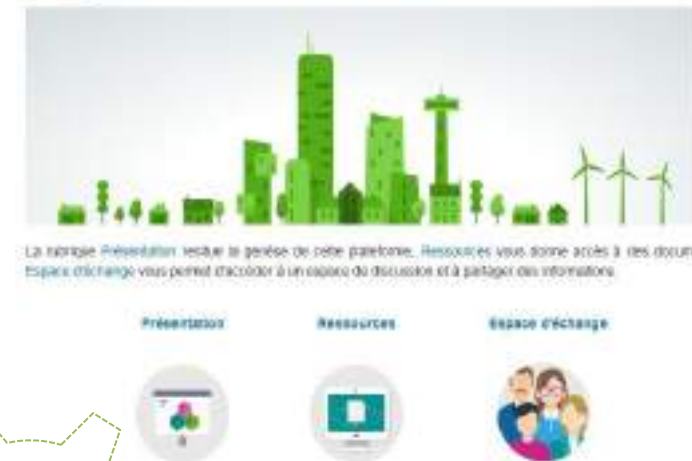 La rubrique Présentation restitue la genèse de cette plateforme, Ressources vous donne accès à des docum
Espace d'échange vous permet d'accéder à un espace de discussion et à partager des informations.
Présentation
Ressources
Espace d'échange